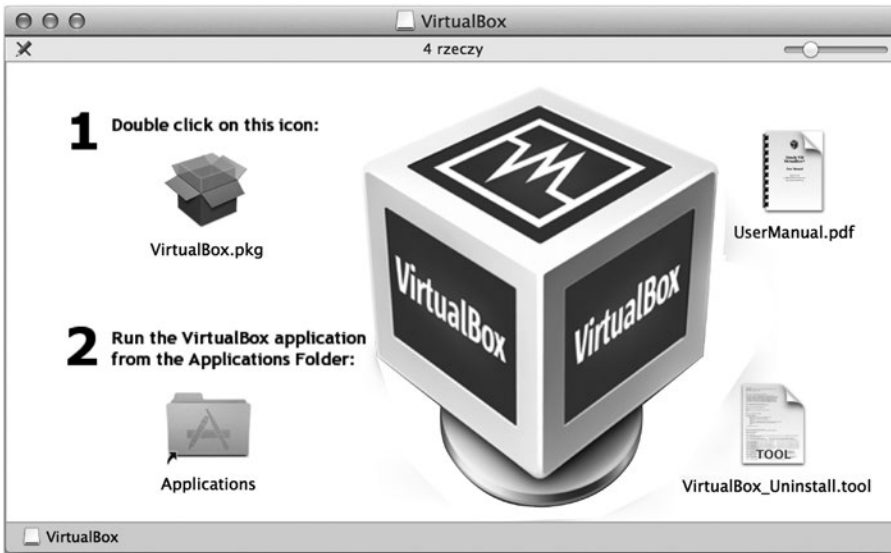 VirtualBox
4 rzeczy
1 Double click on this icon:
VirtualBox.pkg
2 Run the VirtualBox application
from the Applications Folder:
Applications
VirtualBox
VirtualBox
UserManual.pdf
TOOL
VirtualBox_Uninstall.tool
VirtualBox